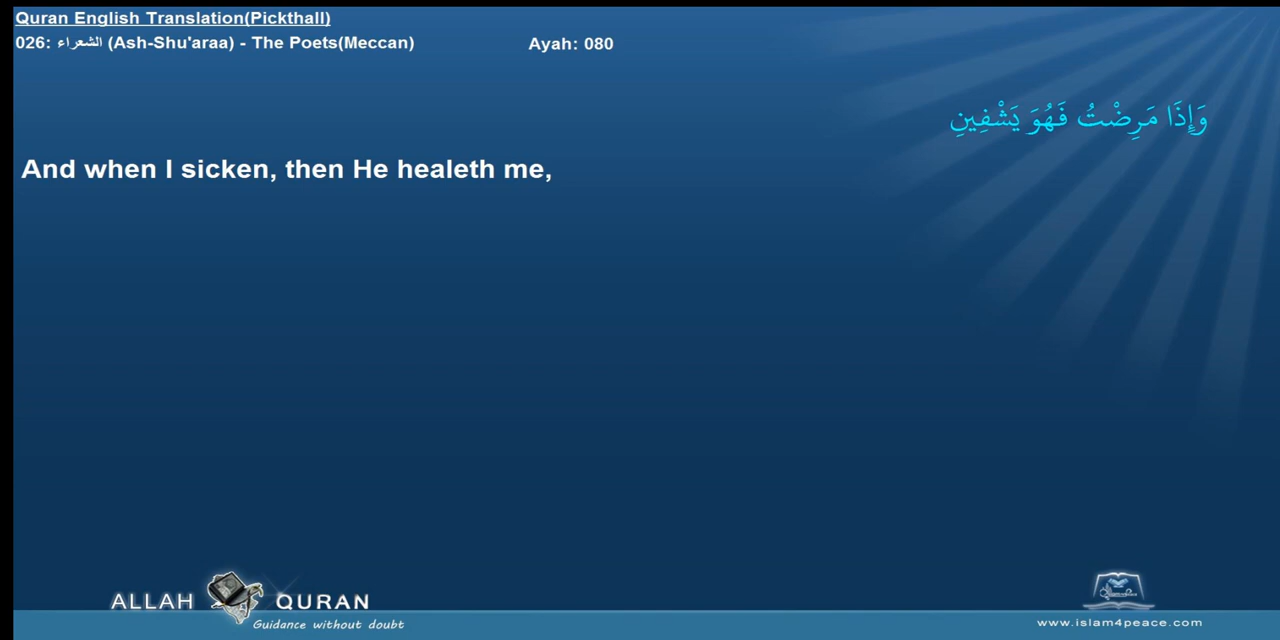 Quran English Translation(Pickthall)
026: الشعراء (Ash-Shu'araa) - The Poets(Meccan) Ayah: 080
وَإِذَا مَرِضْتُ فَهُوَ يَشْفِينِ
And when I sicken, then He healeth me,
ALLAH QURAN
Guidance without doubt
www.islam4peace.com